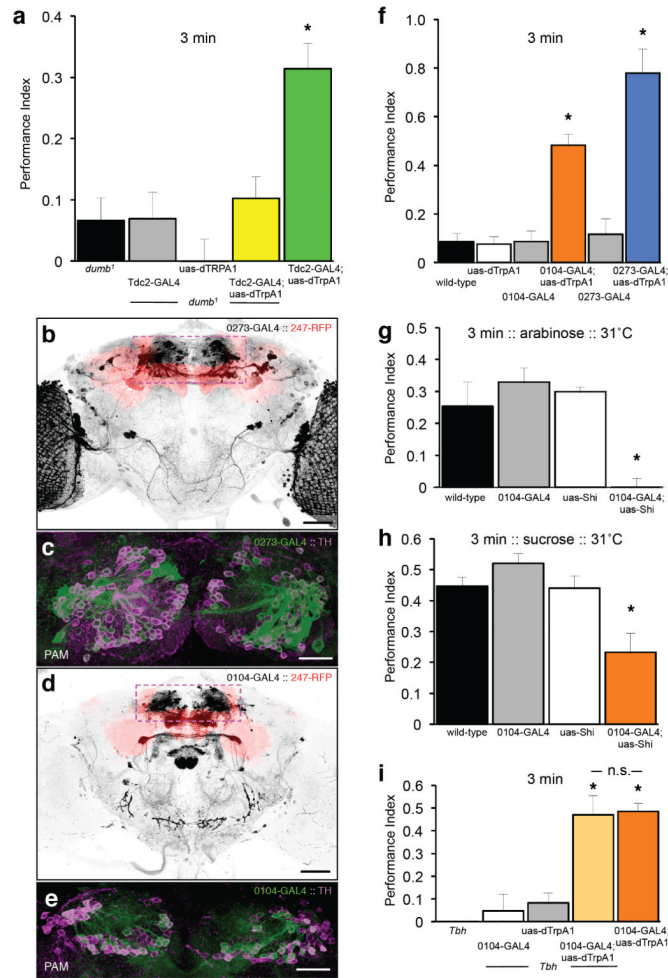 a
3 min
*
Performance Index
0.4
0.3
0.2
0.1
0
dumb¹
uas-dTRPA1
Tdc2-GAL4;
uas-dTrpA1
Tdc2-GAL4
Tdc2-GAL4;
uas-dTrpA1
dumb¹
b
0273-GAL4 :: 247-RFP
c
0273-GAL4 :: TH
PAM
d
0104-GAL4 :: 247-RFP
e
0104-GAL4 :: TH
PAM
f
3 min
*
*
Performance Index
1.0
0.8
0.6
0.4
0.2
0.0
uas-dTrpA1
0104-GAL4;
uas-dTrpA1
0273-GAL4;
uas-dTrpA1
wild-type
0104-GAL4
0273-GAL4
g
3 min :: arabinose :: 31˚C
*
Performance Index
0.5
0.4
0.3
0.2
0.1
0
wild-type
0104-GAL4
uas-Shi
0104-GAL4;
uas-Shi
h
3 min :: sucrose :: 31˚C
*
Performance Index
0.6
0.5
0.4
0.3
0.2
0.1
0
wild-type
0104-GAL4
uas-Shi
0104-GAL4;
uas-Shi
i
3 min
n.s.
*
*
Performance Index
0.6
0.5
0.4
0.3
0.2
0.1
0
Tbh
uas-dTrpA1
0104-GAL4;
uas-dTrpA1
0104-GAL4
0104-GAL4;
uas-dTrpA1
Tbh